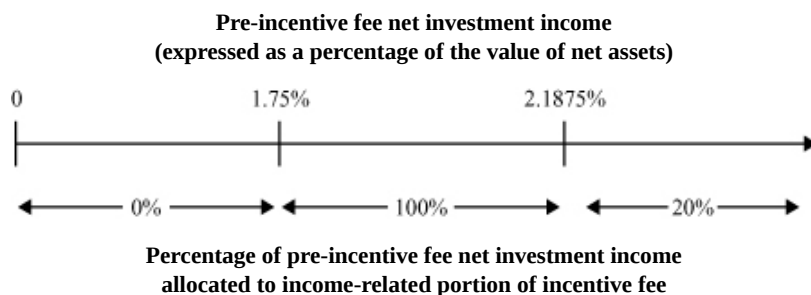 Pre-incentive fee net investment income
(expressed as a percentage of the value of net assets)
0 1.75% 2.1875%
0% 100% 20%
Percentage of pre-incentive fee net investment income
allocated to income-related portion of incentive fee